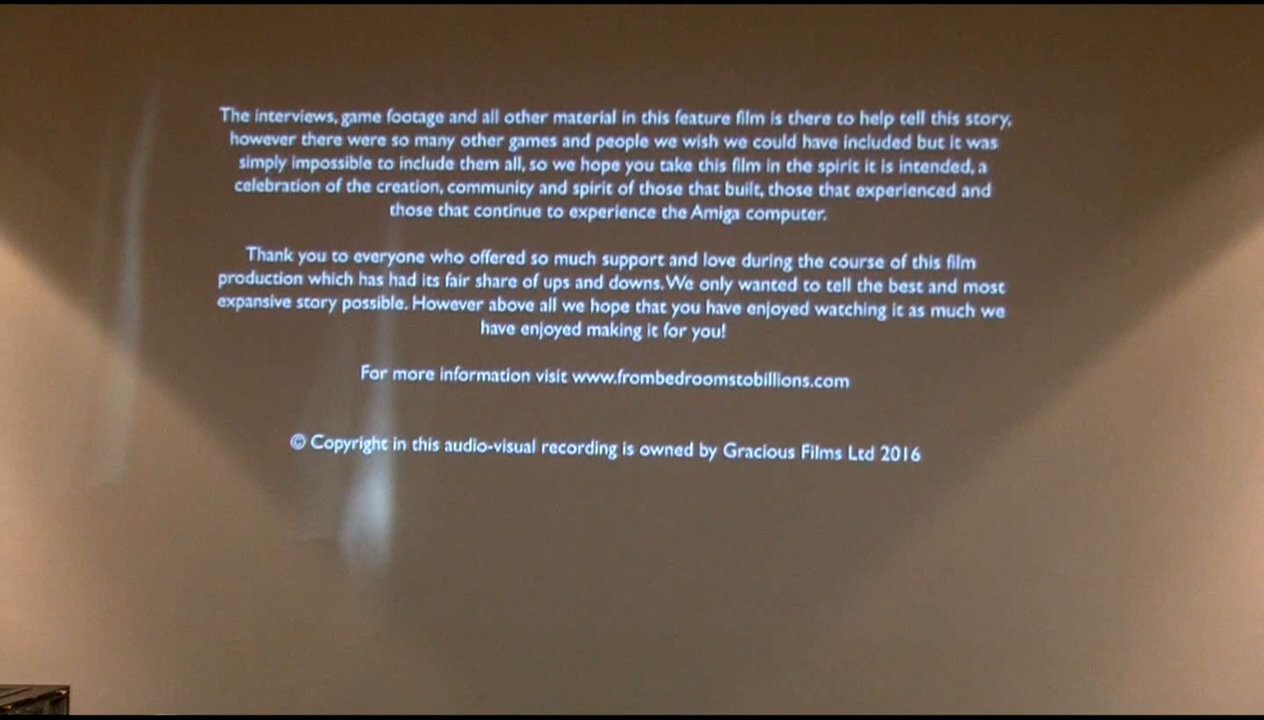 The interviews, game footage and all other material in this feature film is there to help tell this story,
however there were so many other games and people we wish we could have included but it was
simply impossible to include them all, so we hope you take this film in the spirit it is intended, a
celebration of the creation, community and spirit of those that built, those that experienced and
those that continue to experience the Amiga computer.
Thank you to everyone who offered so much support and love during the course of this film
production which has had its fair share of ups and downs. We only wanted to tell the best and most
expansive story possible. However above all we hope that you have enjoyed watching it as much we
have enjoyed making it for you!
For more information visit www.frombedroomstobillions.com
© Copyright in this audio-visual recording is owned by Gracious Films Ltd 2016